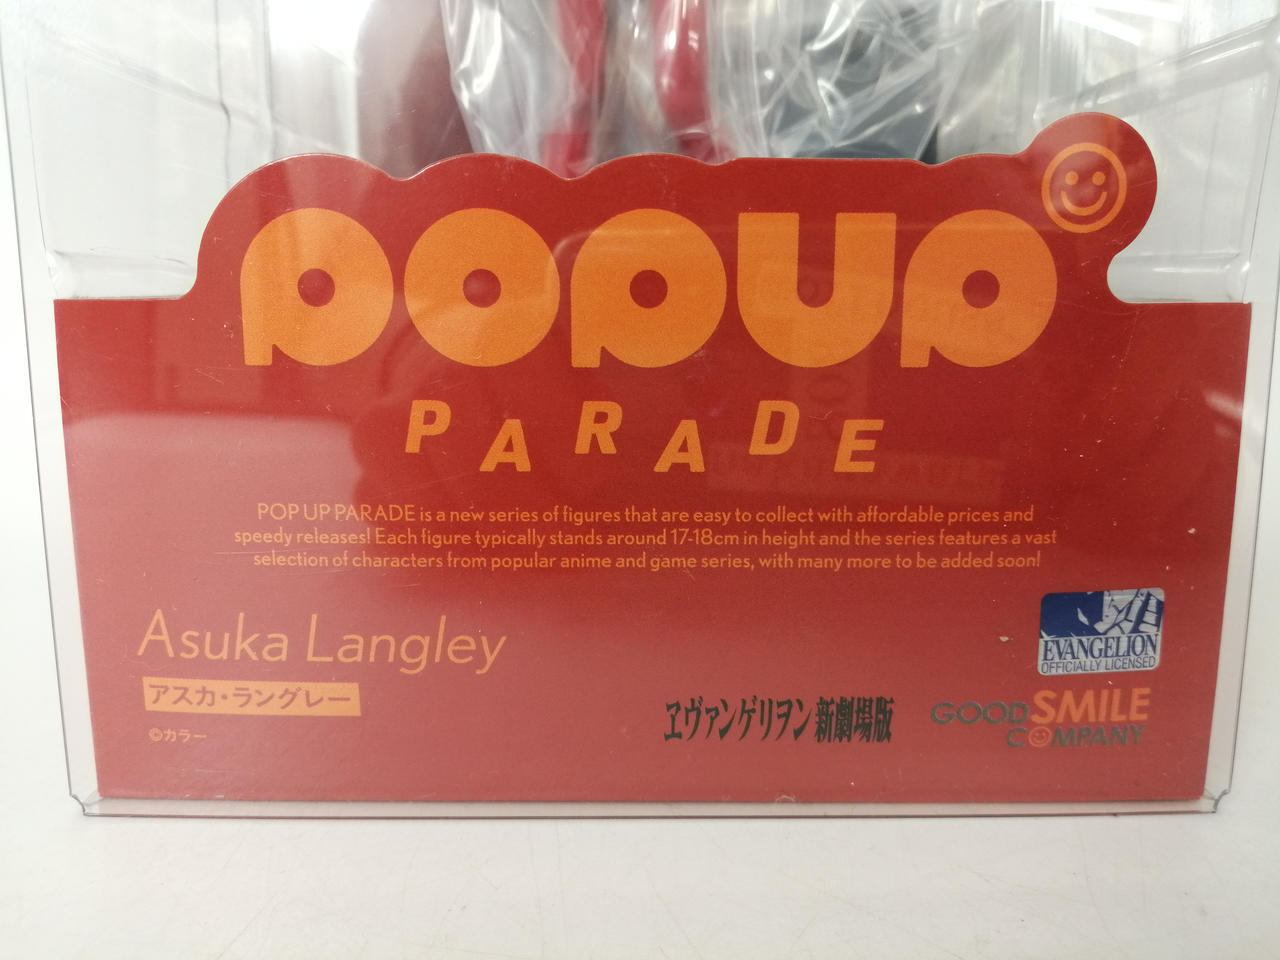 POPUP
PARADE
POP UP PARADE is a new series of figures that are easy to collect with affordable prices and
speedy releases! Each figure typically stands around 17-18cm in height and the series features a vast
selection of characters from popular anime and game series, with many more to be added soon!
Asuka Langley
アスカ・ラングレー
©カラー
ヱヴァンゲリヲン新劇場版
EVANGELION
OFFICIALLY LICENSED
GOOD SMILE
COMPANY